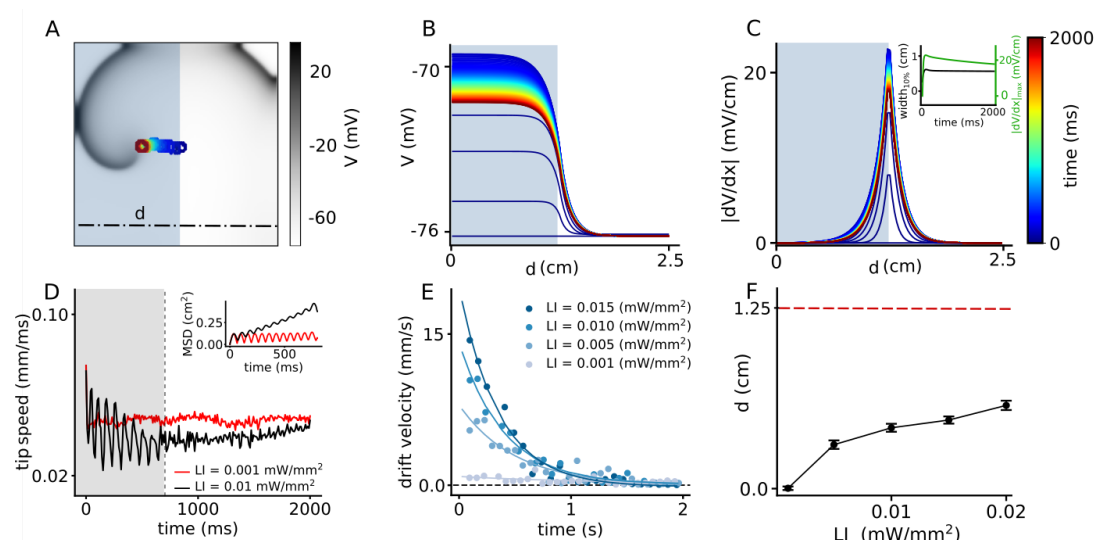 A
20
-20
-60
V (mV)
d
B
-70
-76
V (mV)
0
2.5
d (cm)
C
20
0
|dV/dx| (mV/cm)
0
2.5
d (cm)
1
0
width10% (cm)
20
0
|dV/dx|max (mV/cm)
0
2000
time (ms)
2000
0
time (ms)
D
0.10
0.02
tip speed (mm/ms)
0
1000
2000
time (ms)
LI = 0.001 mW/mm²
LI = 0.01 mW/mm²
MSD (cm²)
0.25
0.00
0
500
time (ms)
E
15
0.0
drift velocity (mm/s)
0
1
2
time (s)
LI = 0.015 (mW/mm²)
LI = 0.010 (mW/mm²)
LI = 0.005 (mW/mm²)
LI = 0.001 (mW/mm²)
F
1.25
0.0
d (cm)
0.01
0.02
LI (mW/mm²)